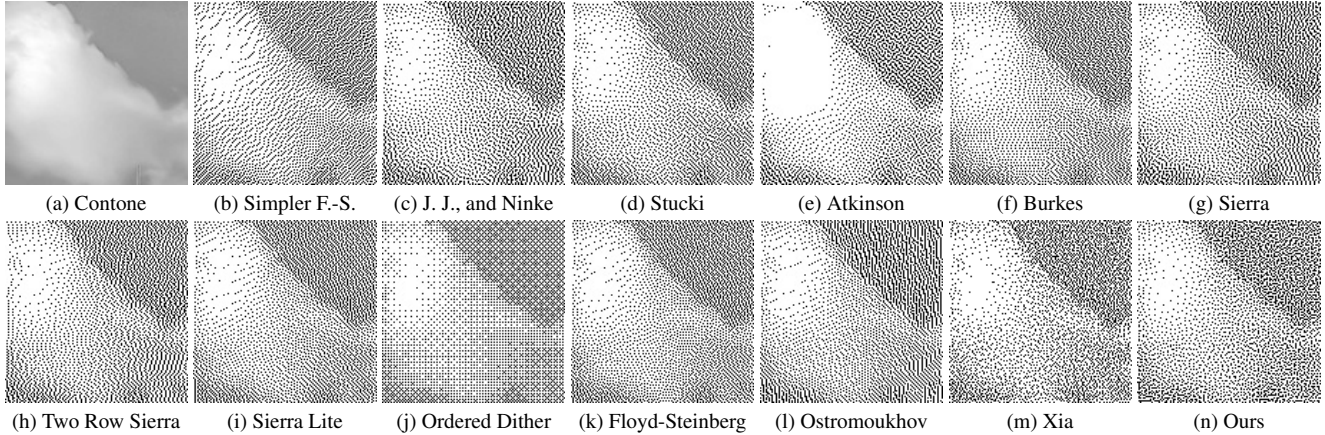 (a) Contone (b) Simpler F.-S. (c) J. J., and Ninke (d) Stucki (e) Atkinson (f) Burkes (g) Sierra
(h) Two Row Sierra (i) Sierra Lite (j) Ordered Dither (k) Floyd-Steinberg (l) Ostromoukhov (m) Xia (n) Ours